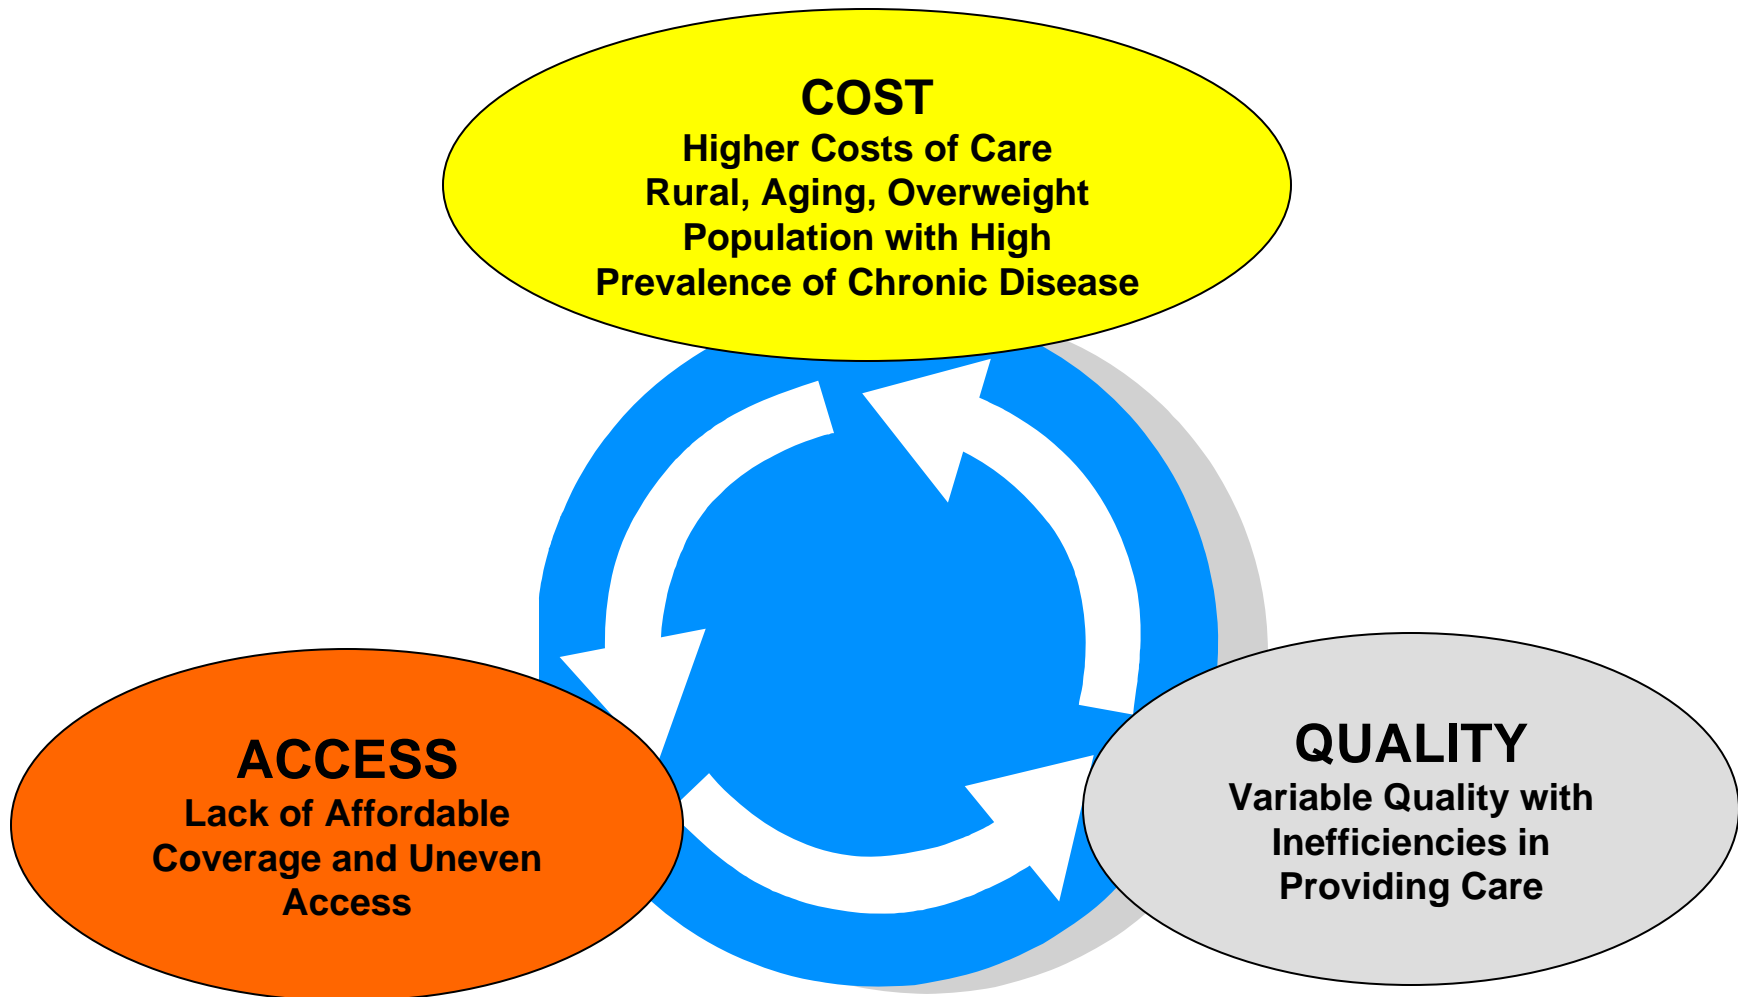 COST
Higher Costs of Care
Rural, Aging, Overweight
Population with High
Prevalence of Chronic Disease
ACCESS
Lack of Affordable
Coverage and Uneven
Access
QUALITY
Variable Quality with
Inefficiencies in
Providing Care